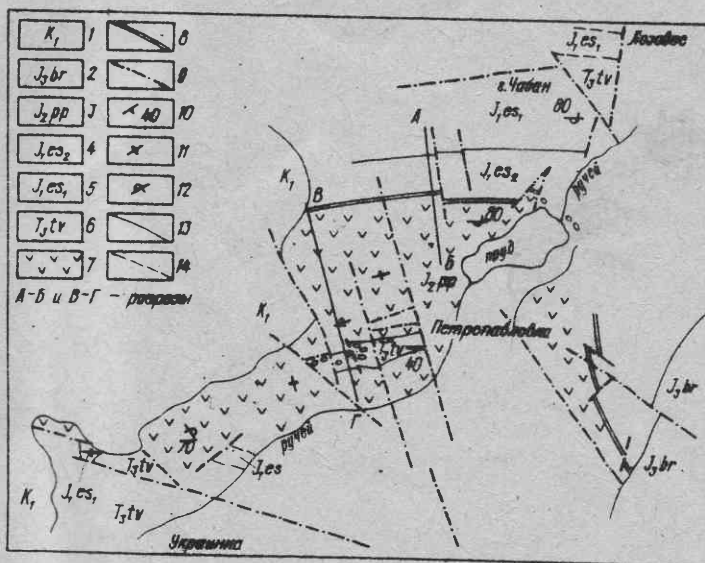 K₁ 1
J₃br 2
J₂pp 3
J₁es₂ 4
J₁es₁ 5
T₃tv 6
7
8
9
40 10
11
12
13
14
А-Б и В-Г — разрезы
Лозовое
J₁es₁
T₃tv
г. Чабан
J₁es₁
80
А
K₁
J₁es₂
ручей
В
80
Б
пруд
J₂pp
K₁
Петропавловка
T₃tv
40
J₃br
Г
ручей
70
J₁es
T₃tv
K₁
J₁es₁
T₃tv
J₃br
Украинка